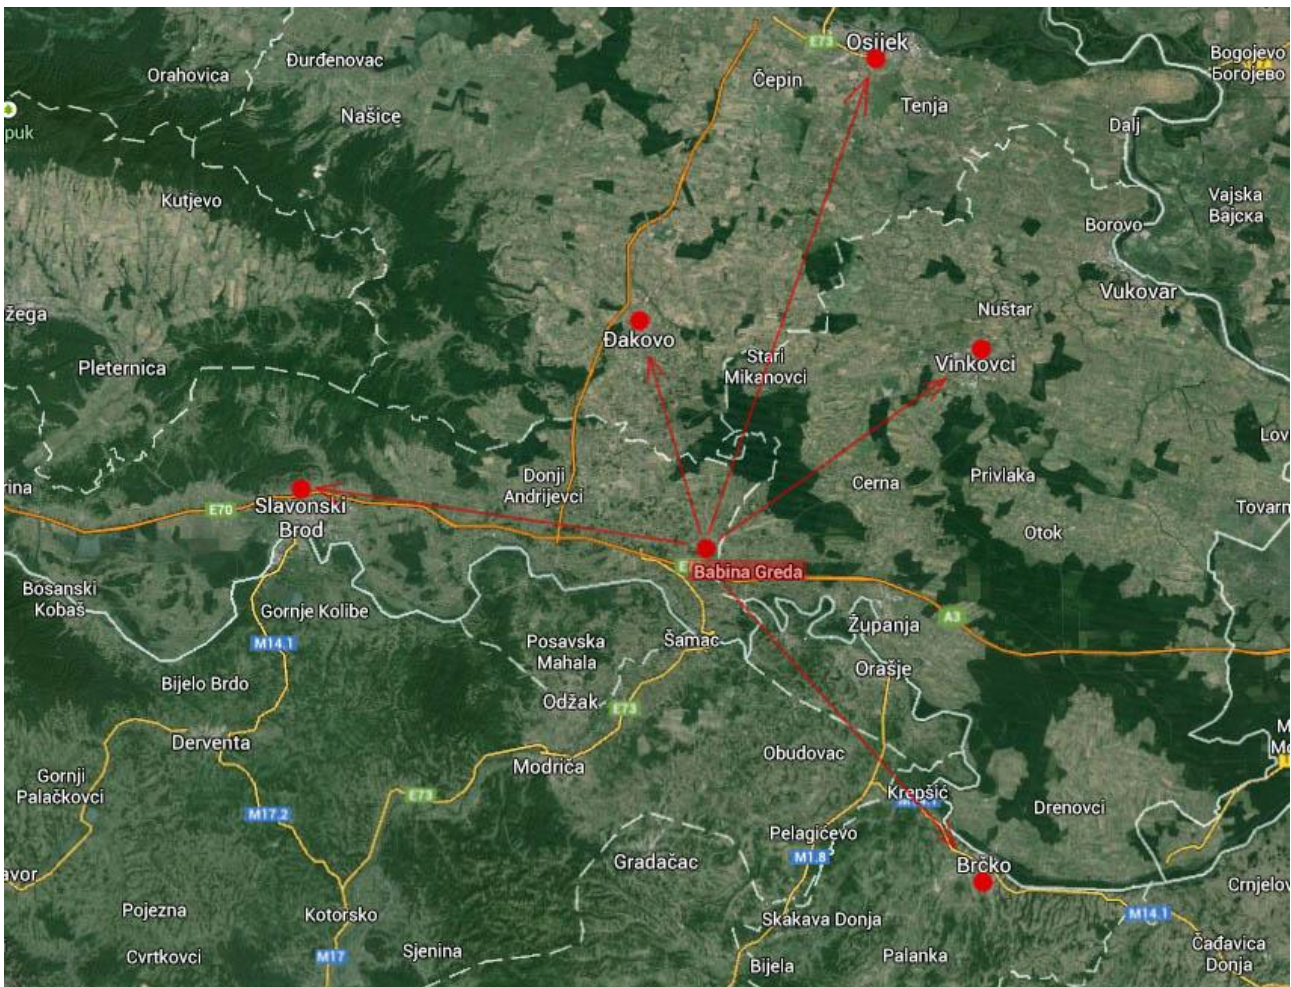 E73
Osijek
Đurđenovac
Orahovica
Čepin
Bogojevo
Богојево
Našice
Tenja
Dalj
puk
Kutjevo
Vajska
Вајска
Borovo
Vukovar
Nuštar
žega
Đakovo
Stari
Mikanovci
Vinkovci
Pleternica
Lov
Donji
Andrijevci
Cerna
Privlaka
rina
E70
Slavonski
Brod
Tovarn
Otok
Babina Greda
Bosanski
Kobaš
Gornje Kolibe
M14.1
Posavska
Mahala
Šamac
Županja
A3
Orašje
Bijelo Brdo
Odžak
E73
Derventa
Modriča
Obudovac
M
Mo
Gornji
Palačkovci
E73
Krepšić
Drenovci
M17.2
Pelagićevo
M1.8
Gradačac
Brčko
avor
Crnjelov
Pojezna
Kotorsko
Skakava Donja
M14.1
Cvrtkovci
M17
Sjenina
Bijela
Palanka
Čađavica
Donja